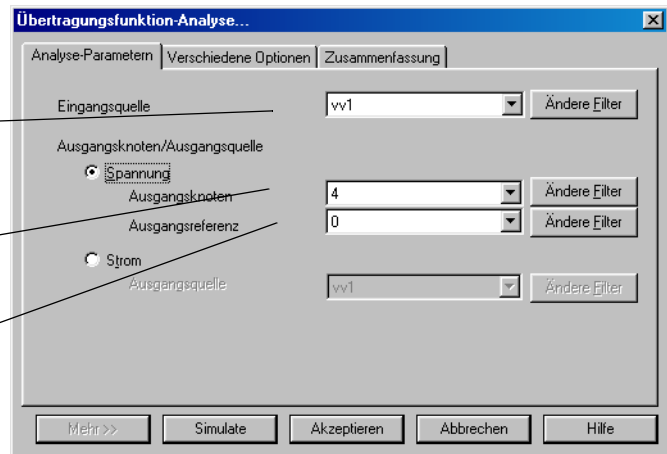 Übertragungsfunktion-Analyse...
Analyse-Parametern Verschiedene Optionen Zusammenfassung
Eingangsquelle vv1 Ändere Filter
Ausgangsknoten/Ausgangsquelle
Spannung
Ausgangsknoten 4 Ändere Filter
Ausgangsreferenz 0 Ändere Filter
Strom
Ausgangsquelle vv1 Ändere Filter
Mehr >> Simulate Akzeptieren Abbrechen Hilfe